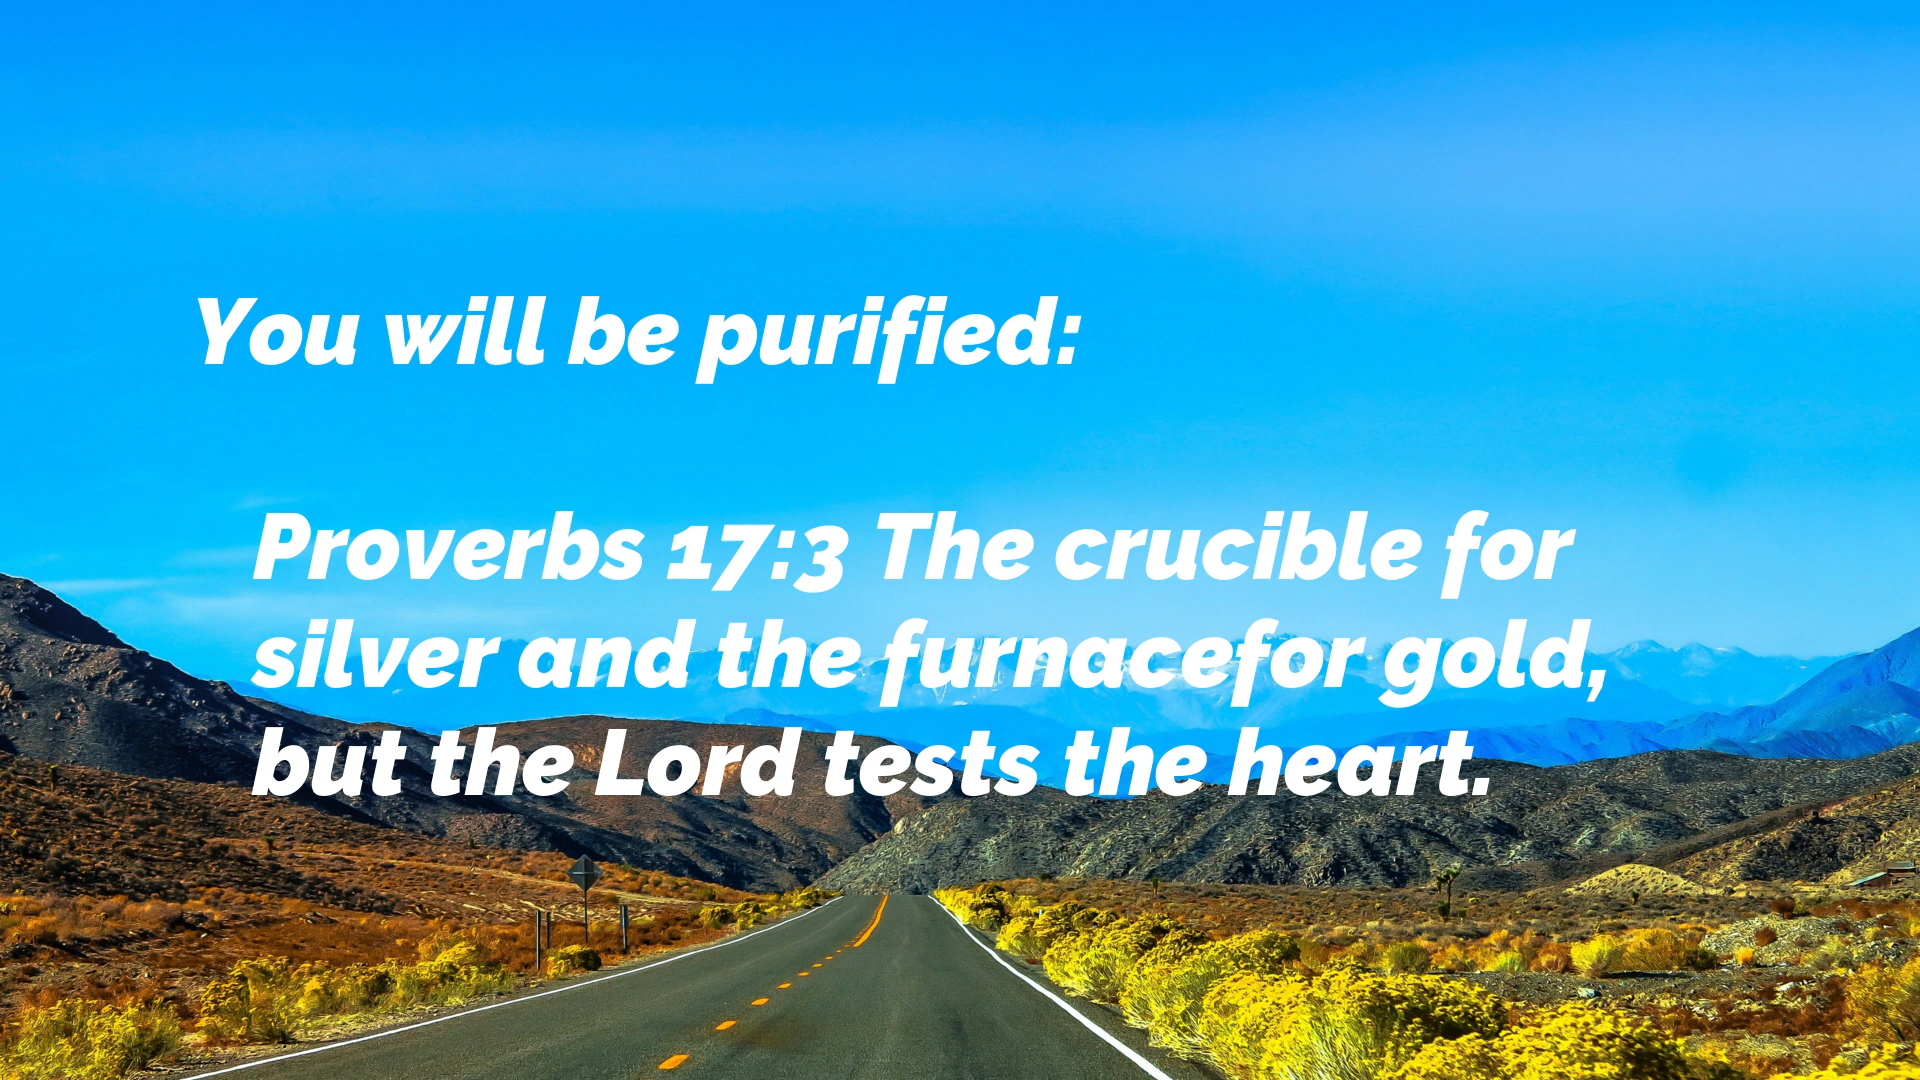 You will be purified:
Proverbs 17:3 The crucible for
silver and the furnacefor gold,
but the Lord tests the heart.